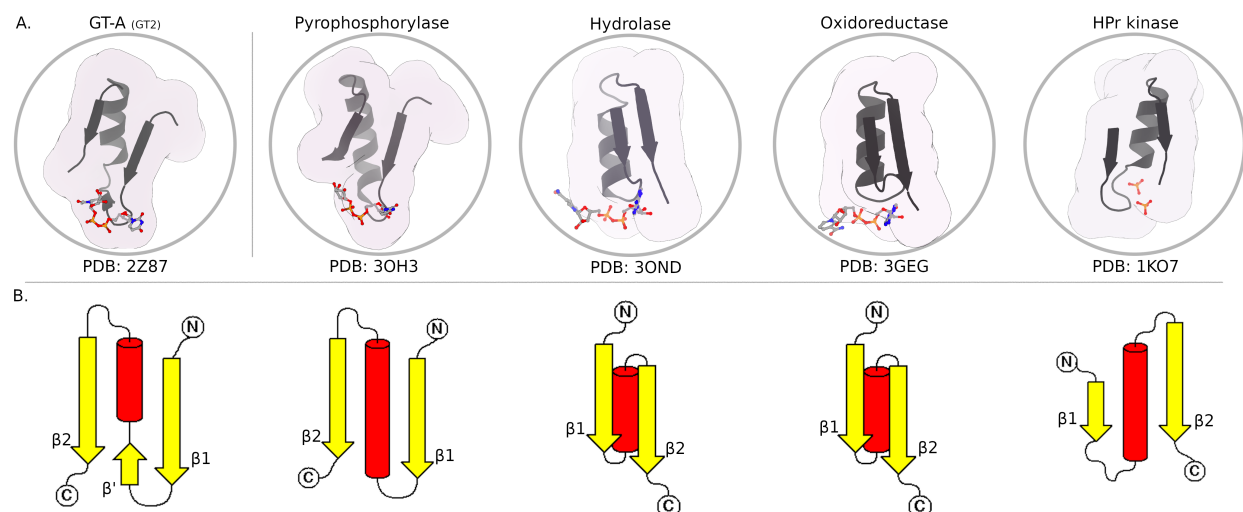 A.
GT-A (GT2)
Pyrophosphorylase
Hydrolase
Oxidoreductase
HPr kinase
PDB: 2Z87
PDB: 3OH3
PDB: 3OND
PDB: 3GEG
PDB: 1KO7
B.
N
β2
β1
β'
C
N
β2
β1
C
N
β1
β2
C
N
β1
β2
C
N
β1
β2
C